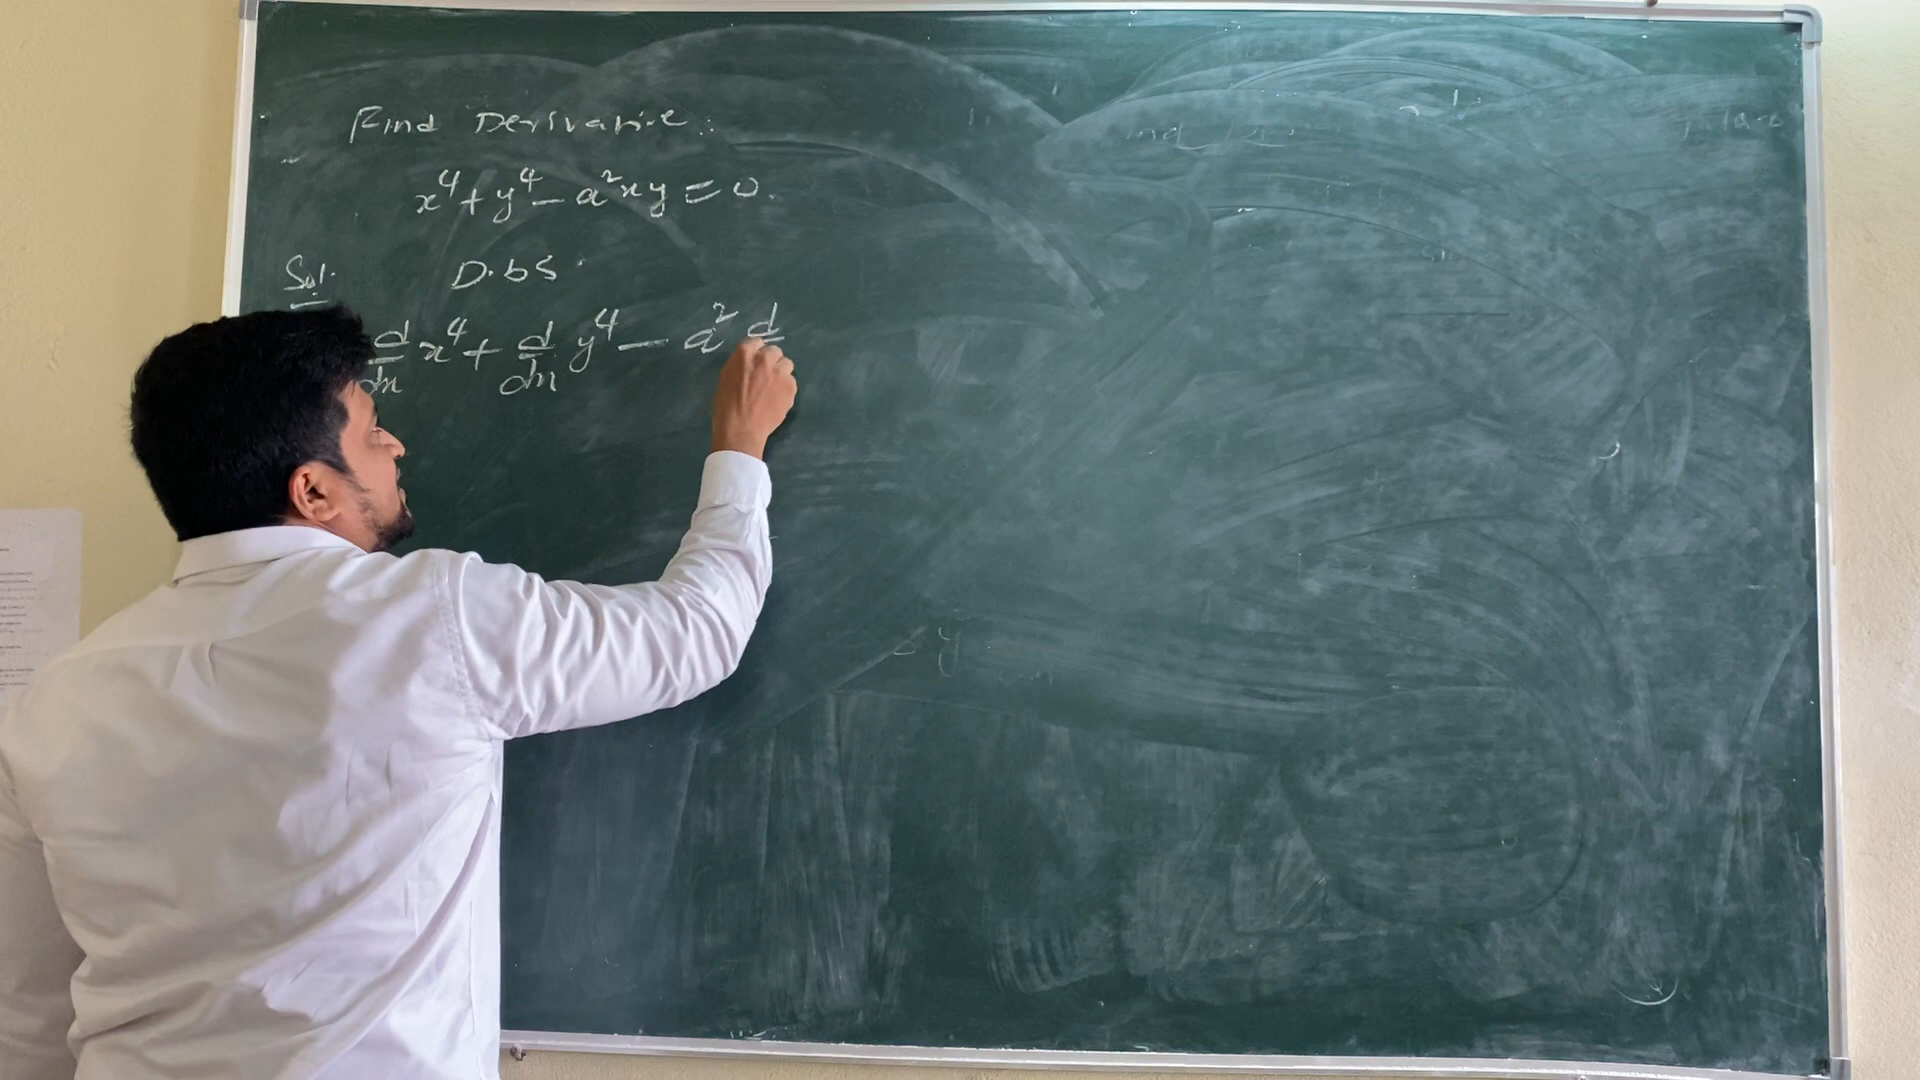 Find Derivative:
x⁴ + y⁴ - a²xy = 0.
Sol.
D.b.S.
d/dx x⁴ + d/dx y⁴ - a² d
y